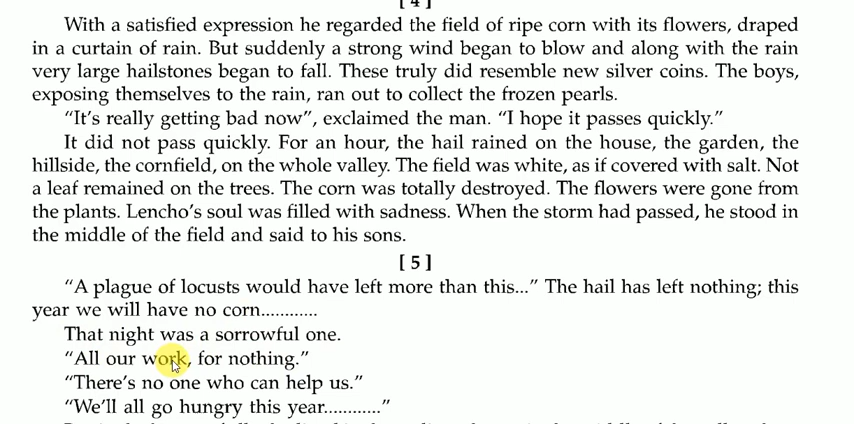 [ 4 ]
With a satisfied expression he regarded the field of ripe corn with its flowers, draped
in a curtain of rain. But suddenly a strong wind began to blow and along with the rain
very large hailstones began to fall. These truly did resemble new silver coins. The boys,
exposing themselves to the rain, ran out to collect the frozen pearls.
“It’s really getting bad now”, exclaimed the man. “I hope it passes quickly.”
It did not pass quickly. For an hour, the hail rained on the house, the garden, the
hillside, the cornfield, on the whole valley. The field was white, as if covered with salt. Not
a leaf remained on the trees. The corn was totally destroyed. The flowers were gone from
the plants. Lencho’s soul was filled with sadness. When the storm had passed, he stood in
the middle of the field and said to his sons.
[ 5 ]
“A plague of locusts would have left more than this...” The hail has left nothing; this
year we will have no corn............
That night was a sorrowful one.
“All our work, for nothing.”
“There’s no one who can help us.”
“We’ll all go hungry this year............”